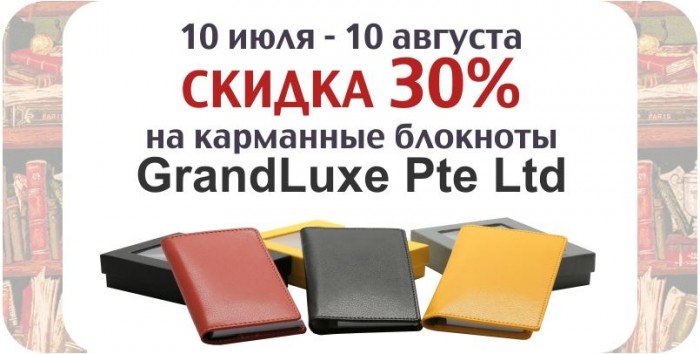 10 июля - 10 августа
СКИДКА 30%
на карманные блокноты
GrandLuxe Pte Ltd